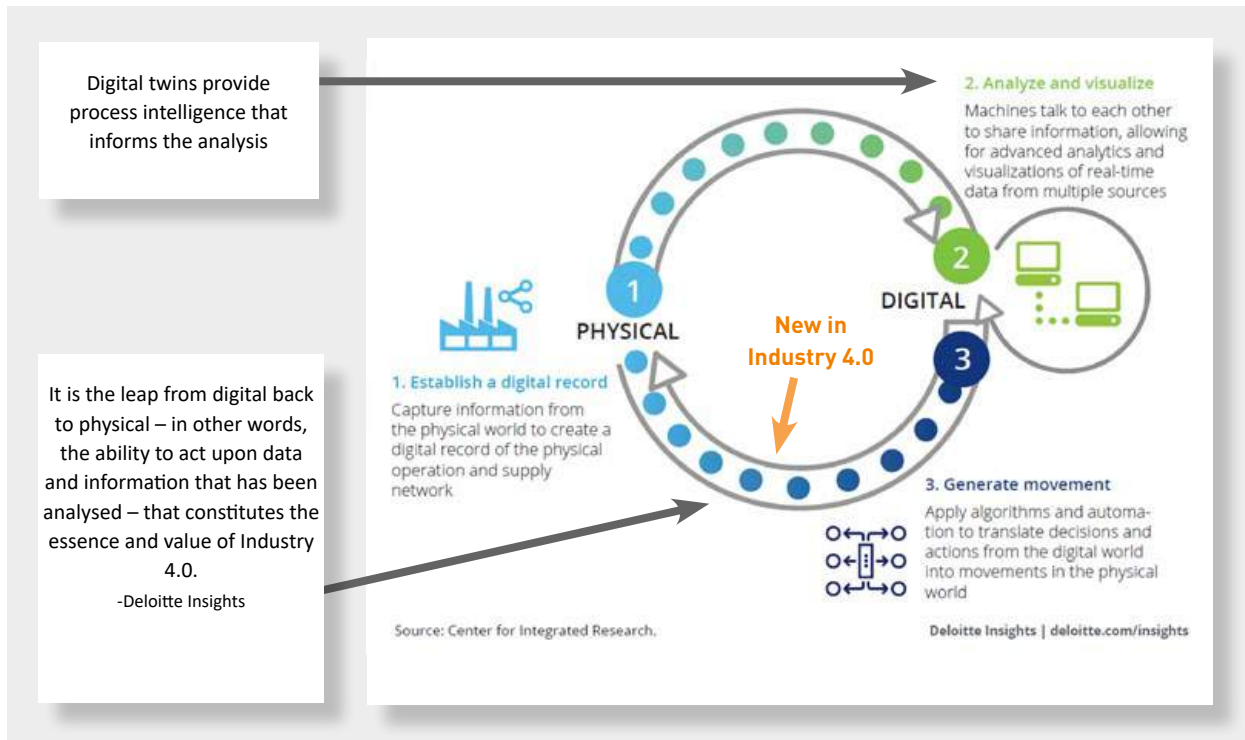 Digital twins provide
process intelligence that
informs the analysis
2. Analyze and visualize
Machines talk to each other
to share information, allowing
for advanced analytics and
visualizations of real-time
data from multiple sources
1
2
PHYSICAL
DIGITAL
New in
Industry 4.0
3
1. Establish a digital record
Capture information from
the physical world to create a
digital record of the physical
operation and supply
network
It is the leap from digital back
to physical – in other words,
the ability to act upon data
and information that has been
analysed – that constitutes the
essence and value of Industry
4.0.
-Deloitte Insights
3. Generate movement
Apply algorithms and automa-
tion to translate decisions and
actions from the digital world
into movements in the physical
world
Source: Center for Integrated Research.
Deloitte Insights | deloitte.com/insights